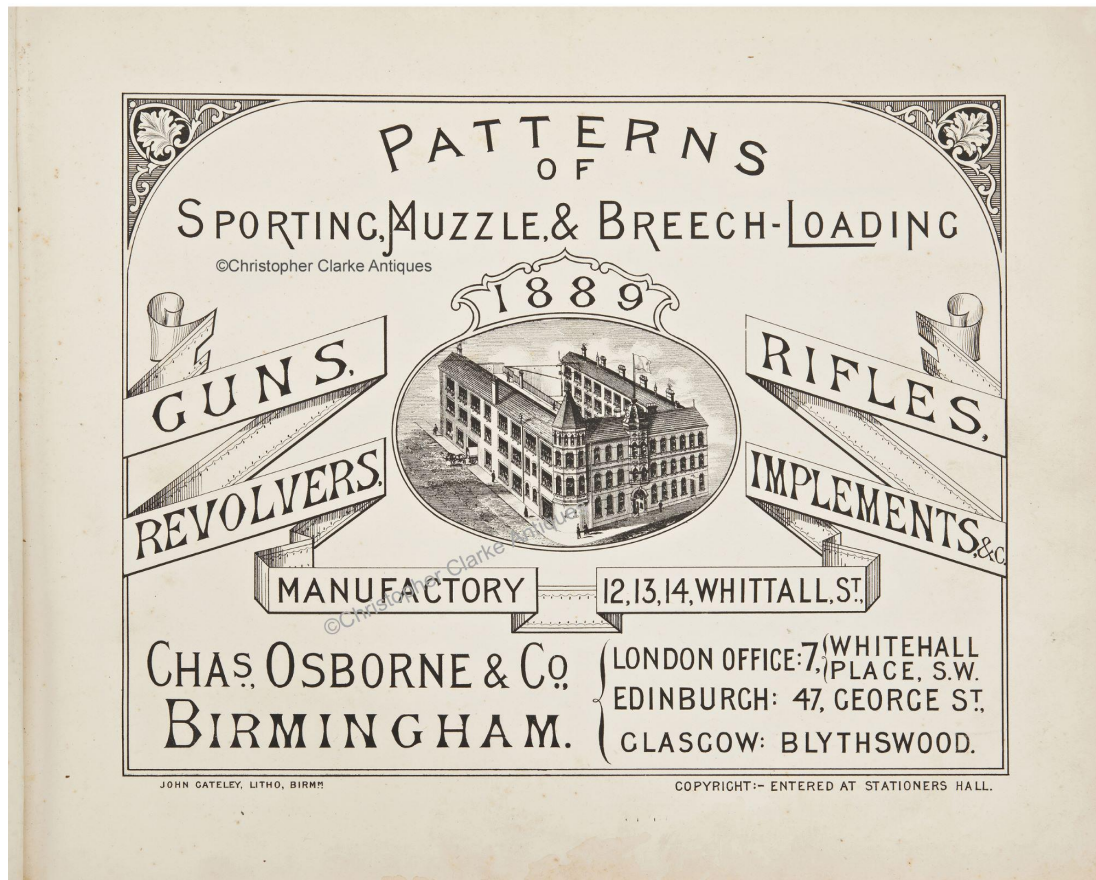 PATTERNS
OF
SPORTING, MUZZLE, & BREECH-LOADING
©Christopher Clarke Antiques
1889
GUNS,
RIFLES,
REVOLVERS,
IMPLEMENTS, &C.
©Christopher Clarke Antiques
MANUFACTORY 12, 13, 14, WHITTALL, ST.,
CHAS. OSBORNE & CO.,
BIRMINGHAM.
LONDON OFFICE: 7, WHITEHALL
PLACE, S.W.
EDINBURGH: 47, GEORGE ST.,
GLASGOW: BLYTHSWOOD.
JOHN GATELEY, LITHO, BIRMM.
COPYRIGHT:- ENTERED AT STATIONERS HALL.